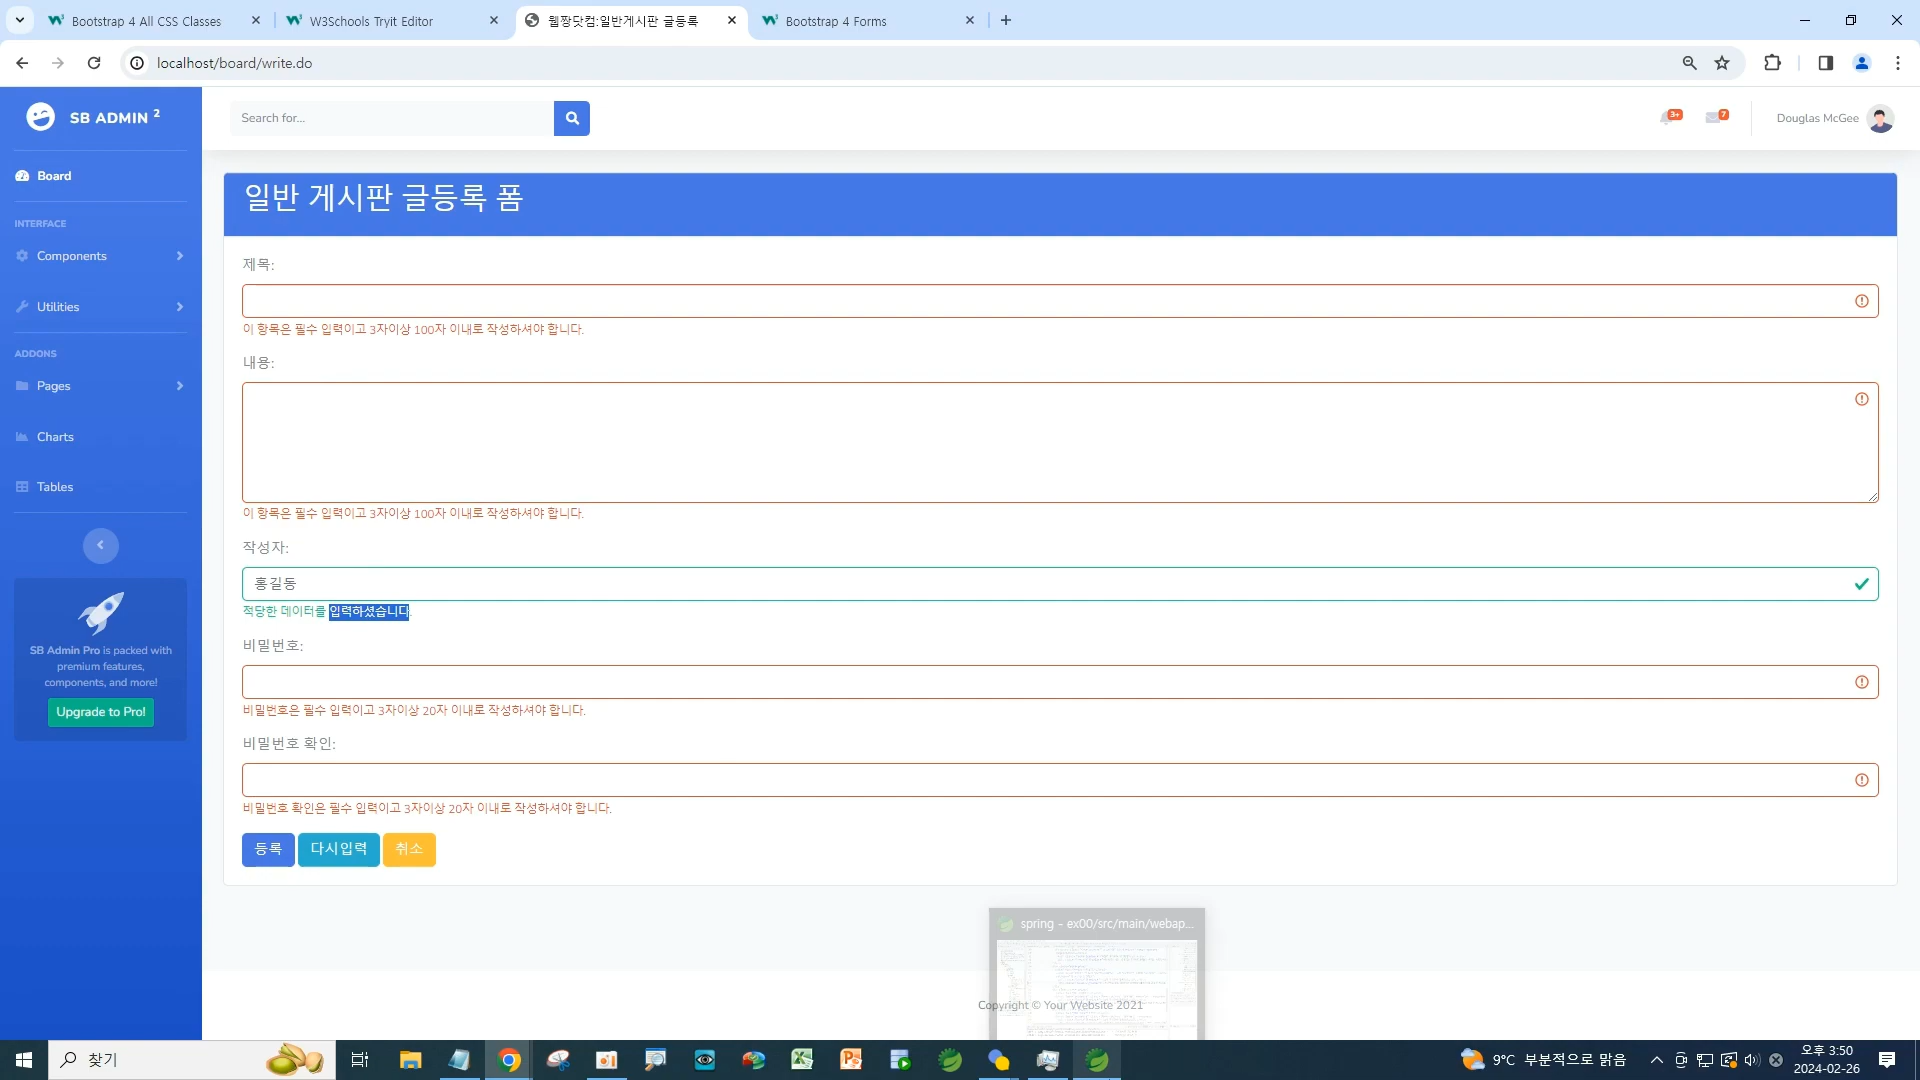 Bootstrap 4 All CSS Classes
W3Schools Tryit Editor
웹짱닷컴:일반게시판 글등록
Bootstrap 4 Forms
localhost/board/write.do
SB ADMIN 2
Search for...
3+
7
Douglas McGee
Board
INTERFACE
Components
Utilities
ADDONS
Pages
Charts
Tables
SB Admin Pro is packed with
premium features,
components, and more!
Upgrade to Pro!
일반 게시판 글등록 폼
제목:
이 항목은 필수 입력이고 3자이상 100자 이내로 작성하셔야 합니다.
내용:
이 항목은 필수 입력이고 3자이상 100자 이내로 작성하셔야 합니다.
작성자:
홍길동
적당한 데이터를 입력하셨습니다.
비밀번호:
비밀번호은 필수 입력이고 3자이상 20자 이내로 작성하셔야 합니다.
비밀번호 확인:
비밀번호 확인은 필수 입력이고 3자이상 20자 이내로 작성하셔야 합니다.
등록 다시입력 취소
spring - ex00/src/main/webap...
Copyright © Your Website 2021
찾기
9°C 부분적으로 맑음
오후 3:50
2024-02-26